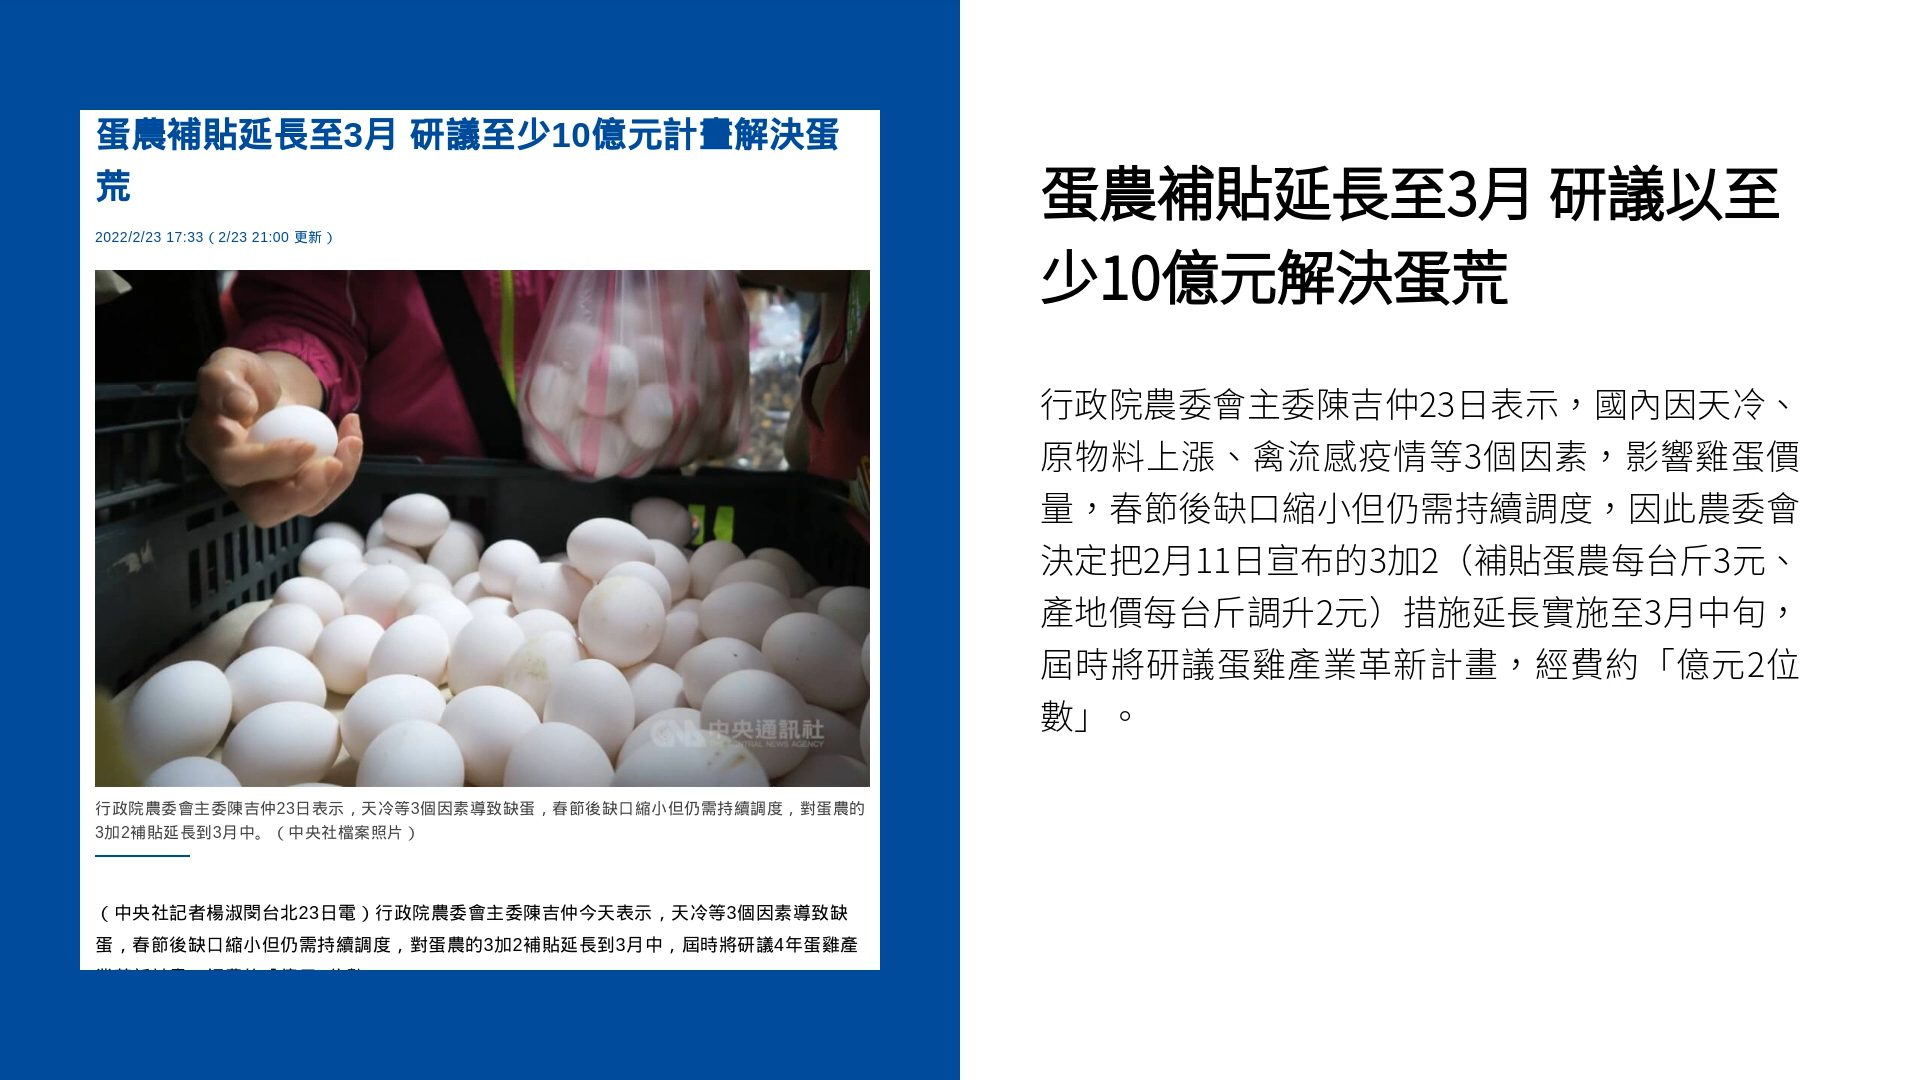 蛋農補貼延長至3月 研議至少10億元計畫解決蛋
荒
2022/2/23 17:33（2/23 21:00 更新）
中央通訊社
THE CENTRAL NEWS AGENCY
行政院農委會主委陳吉仲23日表示，天冷等3個因素導致缺蛋，春節後缺口縮小但仍需持續調度，對蛋農的
3加2補貼延長到3月中。（中央社檔案照片）
（中央社記者楊淑閔台北23日電）行政院農委會主委陳吉仲今天表示，天冷等3個因素導致缺
蛋，春節後缺口縮小但仍需持續調度，對蛋農的3加2補貼延長到3月中，屆時將研議4年蛋雞產
蛋農補貼延長至3月 研議以至
少10億元解決蛋荒
行政院農委會主委陳吉仲23日表示，國內因天冷、
原物料上漲、禽流感疫情等3個因素，影響雞蛋價
量，春節後缺口縮小但仍需持續調度，因此農委會
決定把2月11日宣布的3加2（補貼蛋農每台斤3元、
產地價每台斤調升2元）措施延長實施至3月中旬，
屆時將研議蛋雞產業革新計畫，經費約「億元2位
數」。